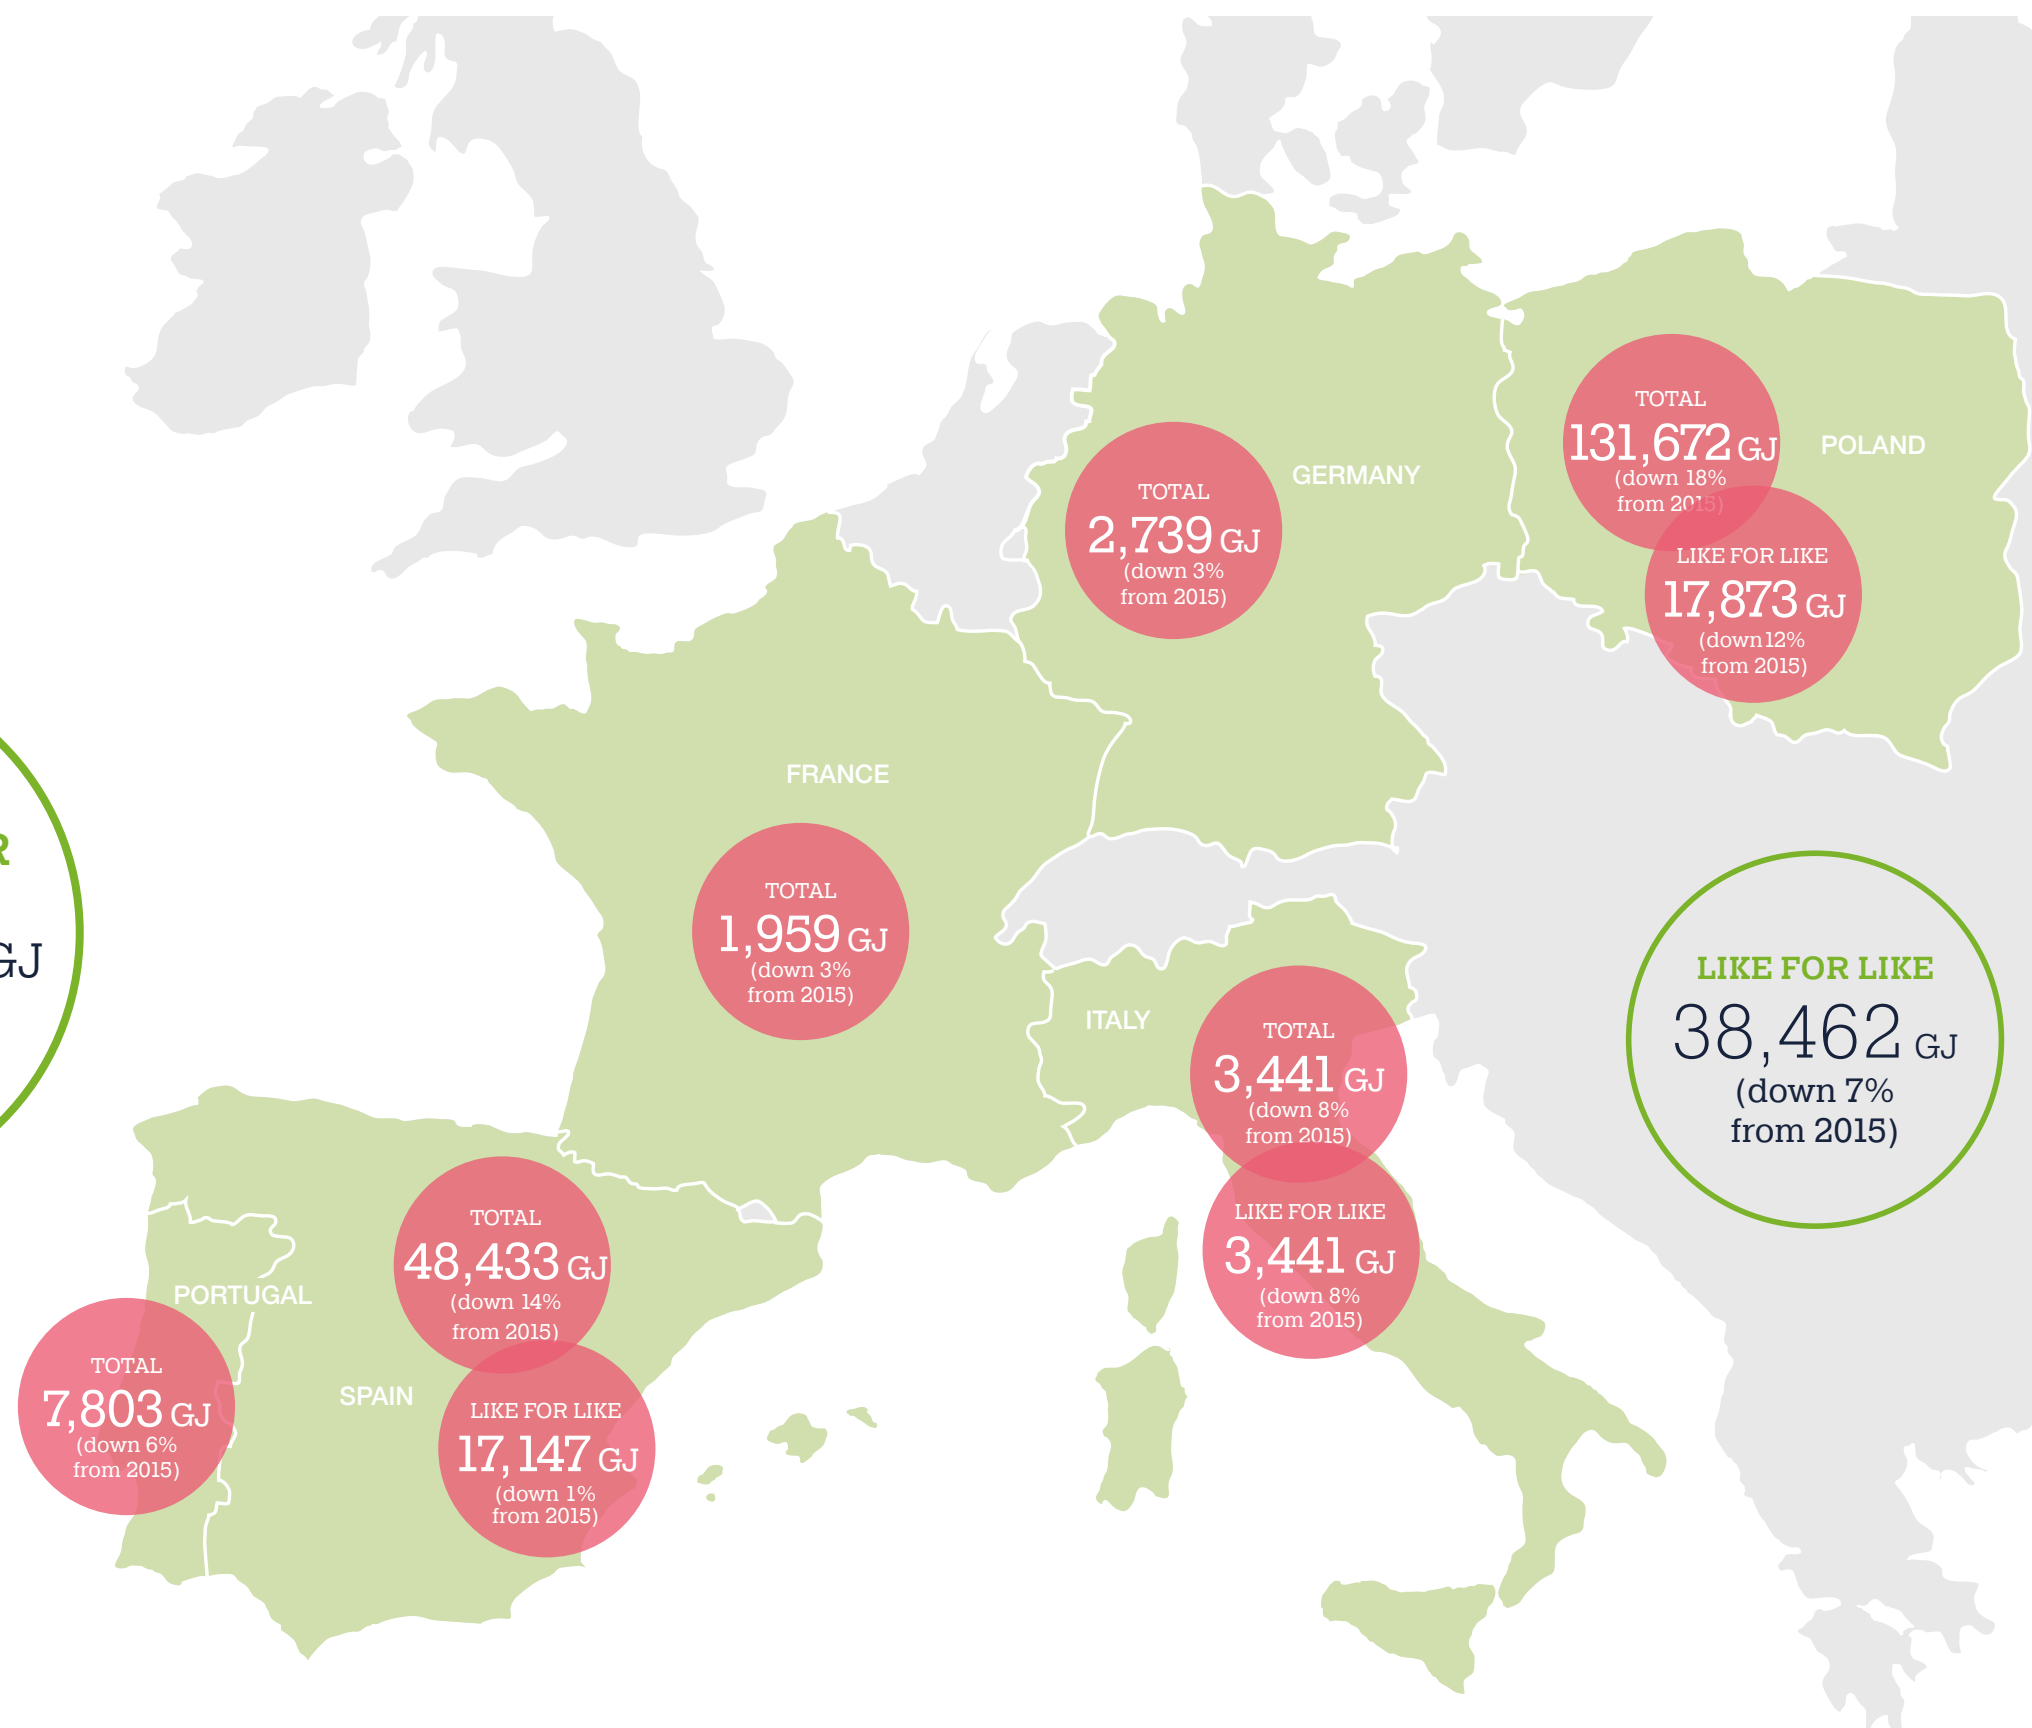 TOTAL
131,672 GJ
(down 18%
from 2015)
POLAND
LIKE FOR LIKE
17,873 GJ
(down 12%
from 2015)
GERMANY
TOTAL
2,739 GJ
(down 3%
from 2015)
FRANCE
TOTAL
1,959 GJ
(down 3%
from 2015)
R
GJ
ITALY
TOTAL
3,441 GJ
(down 8%
from 2015)
LIKE FOR LIKE
3,441 GJ
(down 8%
from 2015)
LIKE FOR LIKE
38,462 GJ
(down 7%
from 2015)
PORTUGAL
TOTAL
7,803 GJ
(down 6%
from 2015)
SPAIN
TOTAL
48,433 GJ
(down 14%
from 2015)
LIKE FOR LIKE
17,147 GJ
(down 1%
from 2015)